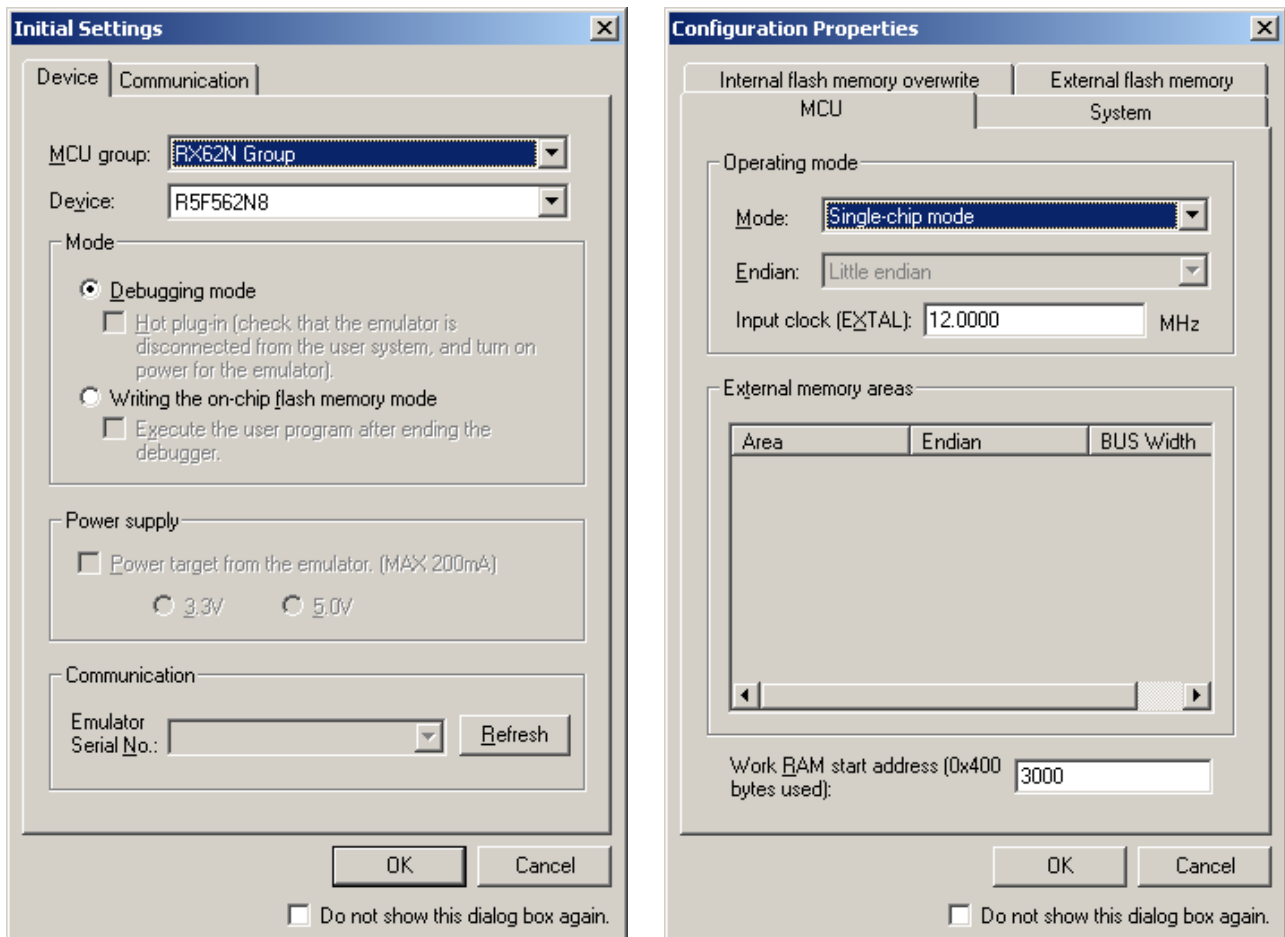 Initial Settings
Device
Communication
MCU group:
RX62N Group
Device:
R5F562N8
Mode
Debugging mode
Hot plug-in (check that the emulator is
disconnected from the user system, and turn on
power for the emulator).
Writing the on-chip flash memory mode
Execute the user program after ending the
debugger.
Power supply
Power target from the emulator. (MAX 200mA)
3.3V
5.0V
Communication
Emulator
Serial No.:
Refresh
OK
Cancel
Do not show this dialog box again.
Configuration Properties
Internal flash memory overwrite
External flash memory
MCU
System
Operating mode
Mode:
Single-chip mode
Endian:
Little endian
Input clock (EXTAL):
12.0000
MHz
External memory areas
Area
Endian
BUS Width
Work RAM start address (0x400
bytes used):
3000
OK
Cancel
Do not show this dialog box again.